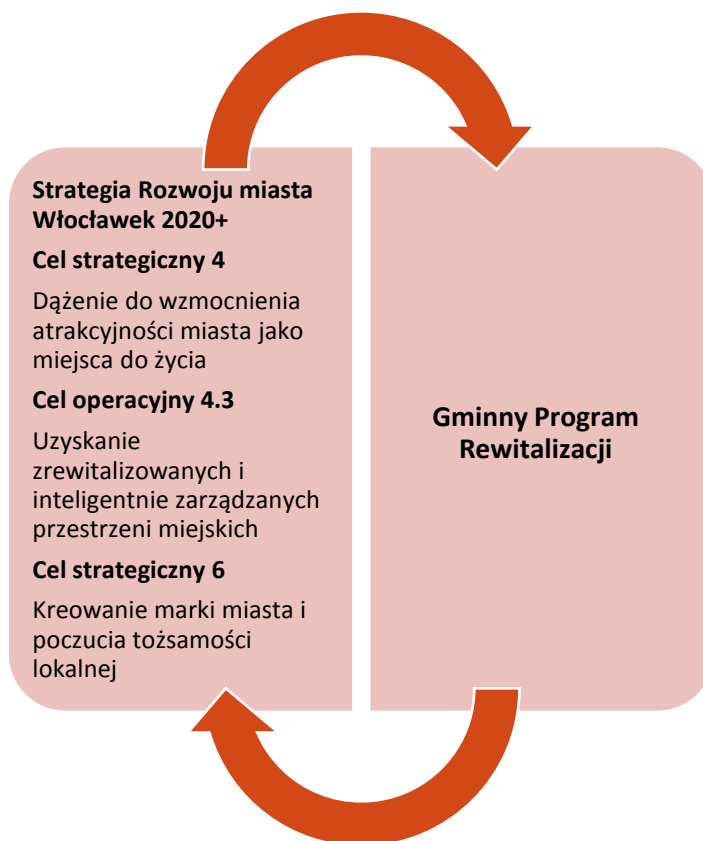 Strategia Rozwoju miasta
Włocławek 2020+
Cel strategiczny 4
Dążenie do wzmocnienia
atrakcyjności miasta jako
miejsca do życia
Cel operacyjny 4.3
Uzyskanie
zrewitalizowanych i
inteligentnie zarządzanych
przestrzeni miejskich
Cel strategiczny 6
Kreowanie marki miasta i
poczucia tożsamości
lokalnej
Gminny Program
Rewitalizacji